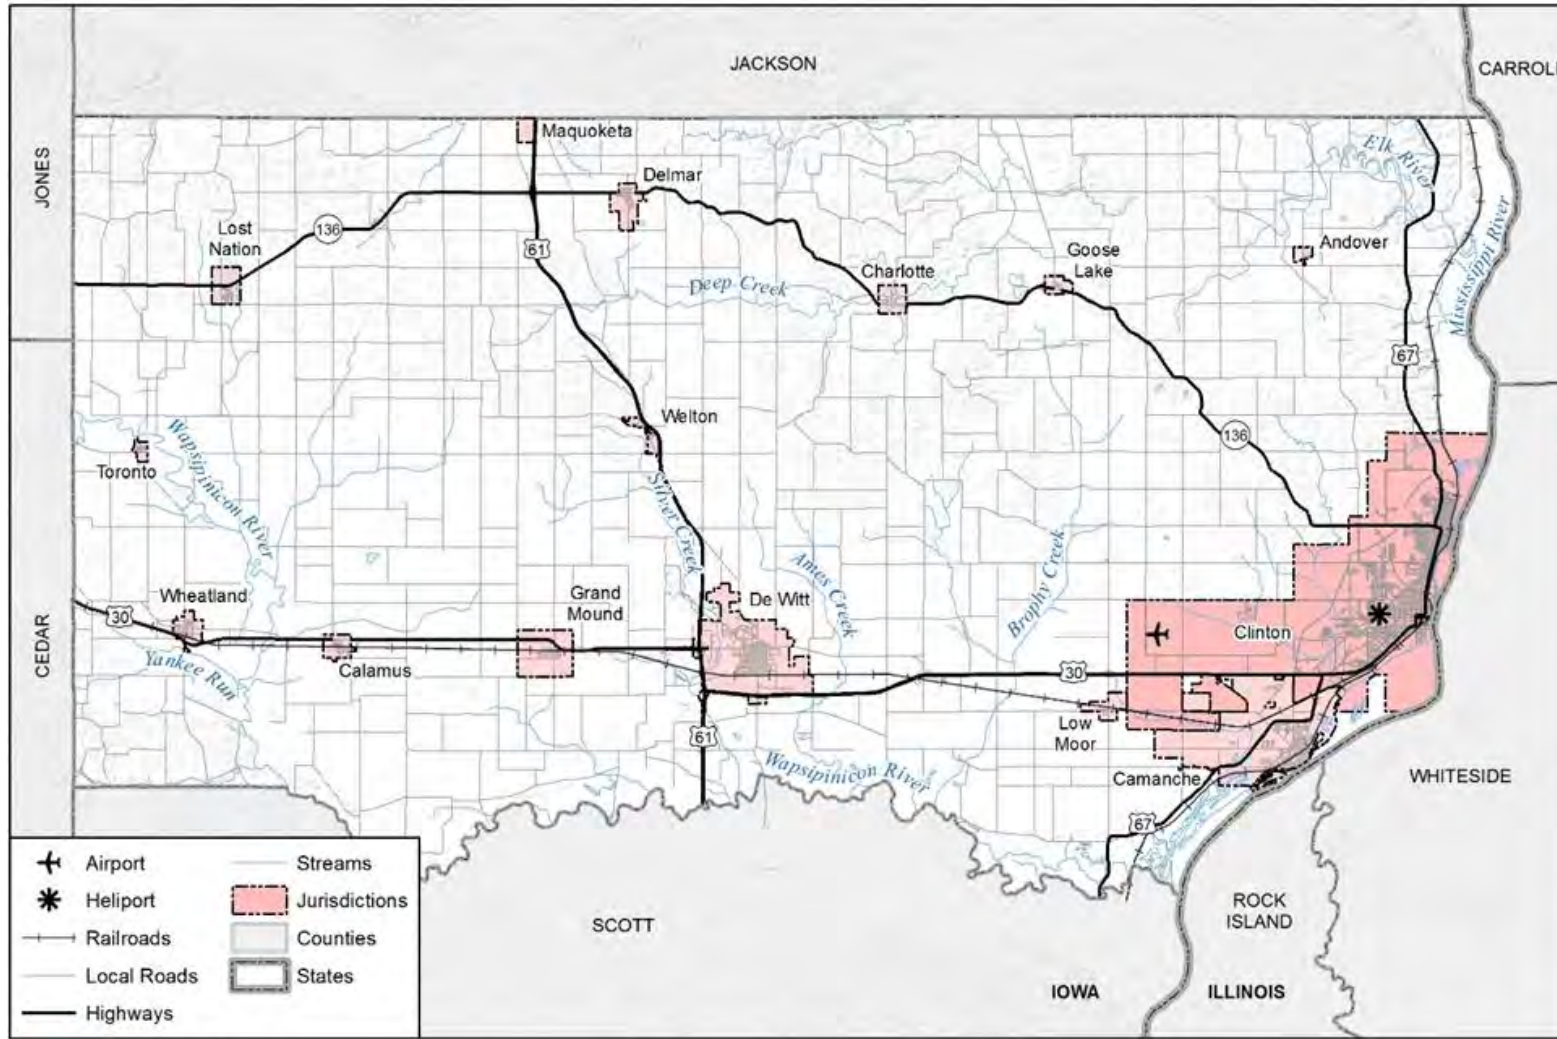 JACKSON
CARROLL
JONES
CEDAR
Maquoketa
Delmar
Elk River
Mississippi River
Lost
Nation
136
61
Andover
Goose
Lake
Charlotte
Deep Creek
67
Welton
136
Toronto
Wapsipinicon River
Silver Creek
Ames Creek
Brophy Creek
Wheatland
30
Grand
Mound
De Witt
Clinton
Yankee Run
Calamus
30
Low
Moor
61
Wapsipinicon River
Camanche
WHITESIDE
67
SCOTT
ROCK
ISLAND
IOWA
ILLINOIS
Airport
Heliport
Railroads
Local Roads
Highways
Streams
Jurisdictions
Counties
States